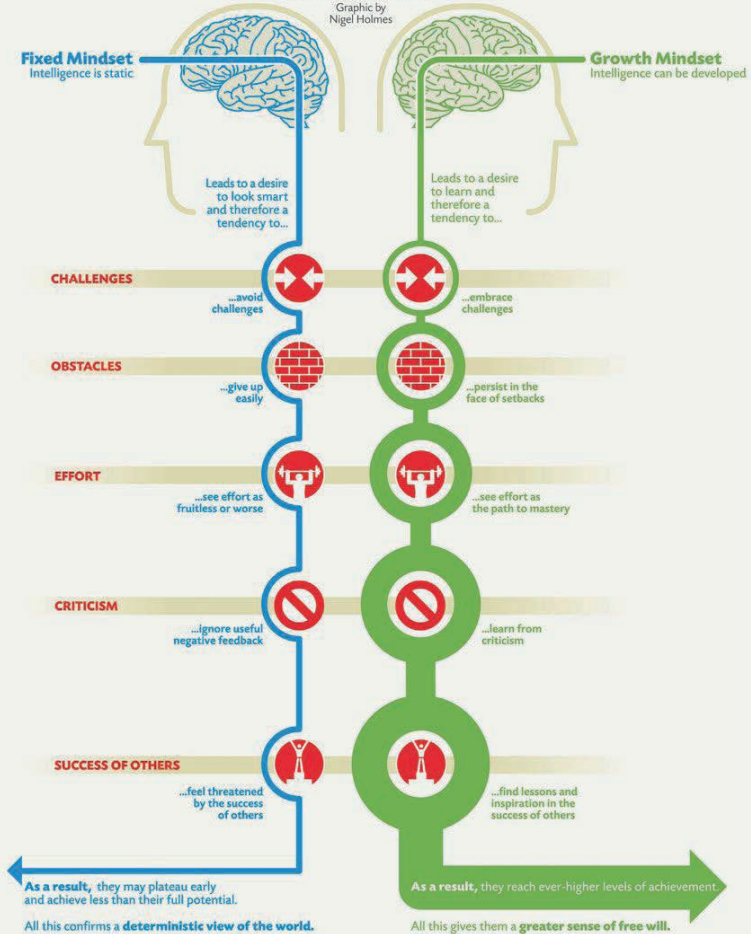 Graphic by
Nigel Holmes
Fixed Mindset
Intelligence is static
Growth Mindset
Intelligence can be developed
Leads to a desire
to look smart
and therefore a
tendency to...
Leads to a desire
to learn and
therefore a
tendency to...
CHALLENGES
...avoid
challenges
...embrace
challenges
OBSTACLES
...give up
easily
...persist in the
face of setbacks
EFFORT
...see effort as
fruitless or worse
...see effort as
the path to mastery
CRITICISM
...ignore useful
negative feedback
...learn from
criticism
SUCCESS OF OTHERS
...feel threatened
by the success
of others
...find lessons and
inspiration in the
success of others
As a result, they may plateau early
and achieve less than their full potential.
All this confirms a deterministic view of the world.
As a result, they reach ever-higher levels of achievement.
All this gives them a greater sense of free will.